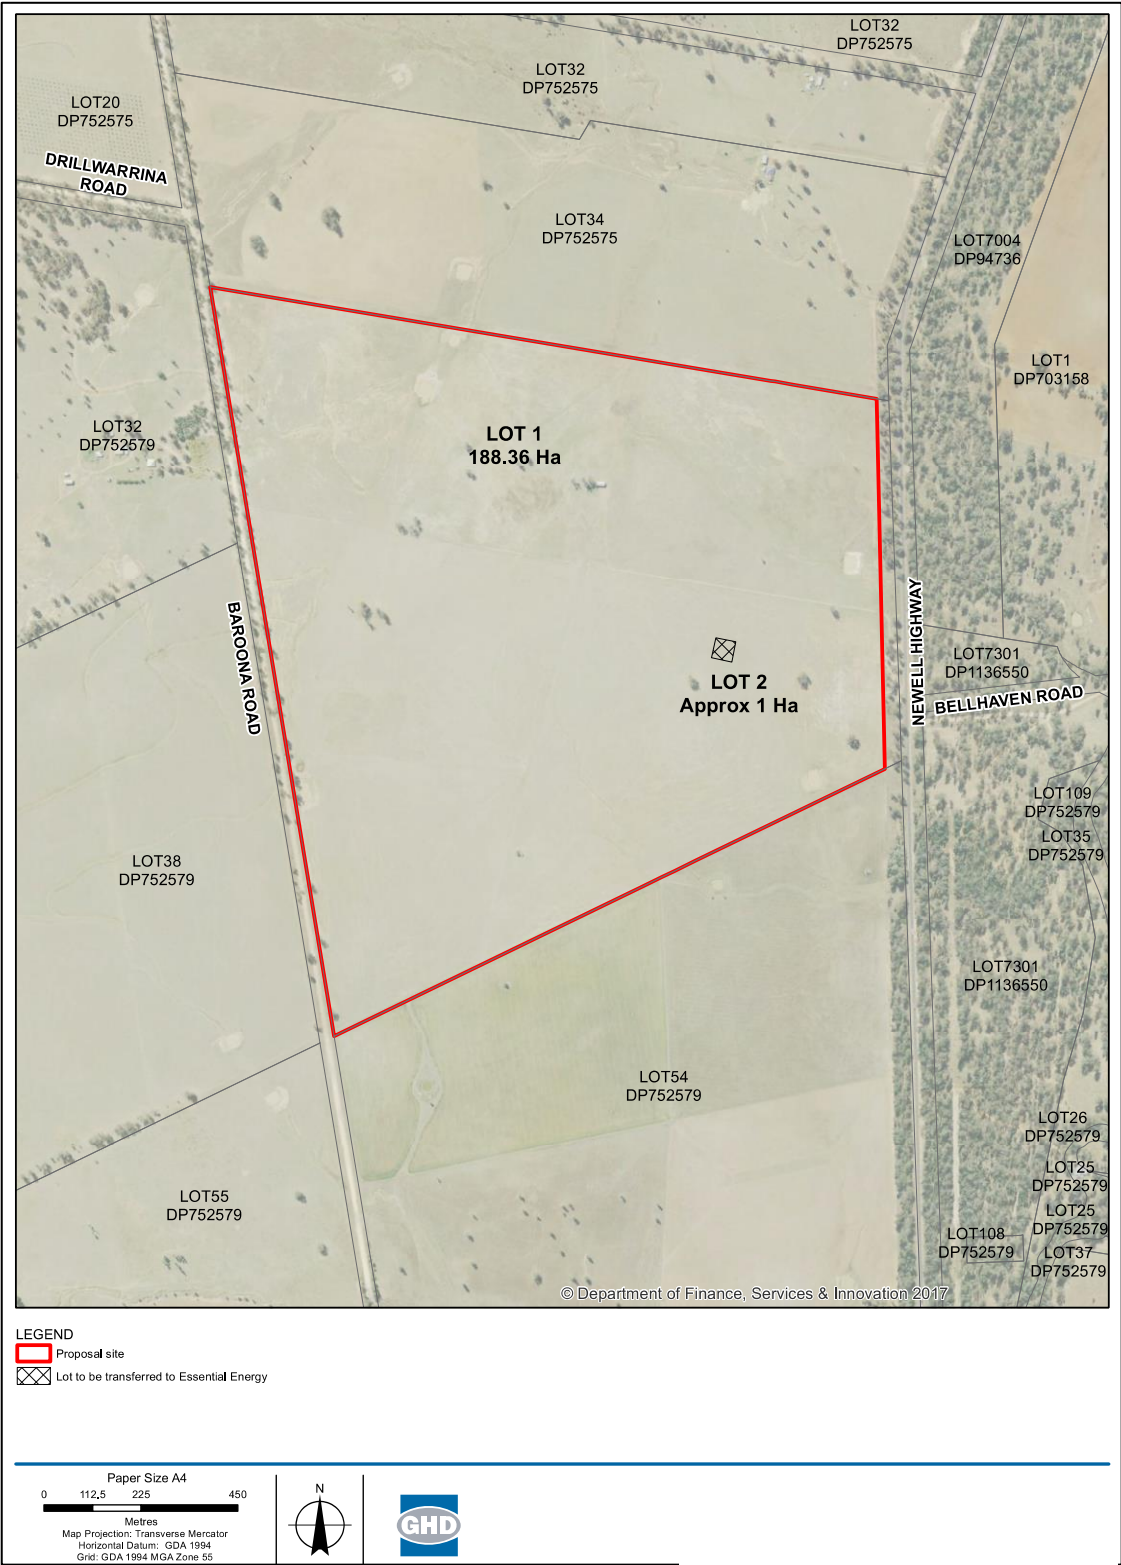 LOT32
DP752575
LOT32
DP752575
LOT20
DP752575
DRILLWARRINA
ROAD
LOT34
DP752575
LOT7004
DP94736
LOT1
DP703158
LOT32
DP752579
LOT 1
188.36 Ha
BAROONA ROAD
NEWELL HIGHWAY
LOT7301
DP1136550
BELLHAVEN ROAD
LOT 2
Approx 1 Ha
LOT109
DP752579
LOT35
DP752579
LOT38
DP752579
LOT7301
DP1136550
LOT54
DP752579
LOT26
DP752579
LOT25
DP752579
LOT25
DP752579
LOT55
DP752579
LOT108
DP752579
LOT37
DP752579
© Department of Finance, Services & Innovation 2017
LEGEND
Proposal site
Lot to be transferred to Essential Energy
Paper Size A4
0 112.5 225 450
Metres
Map Projection: Transverse Mercator
Horizontal Datum: GDA 1994
Grid: GDA 1994 MGA Zone 55
N
GHD